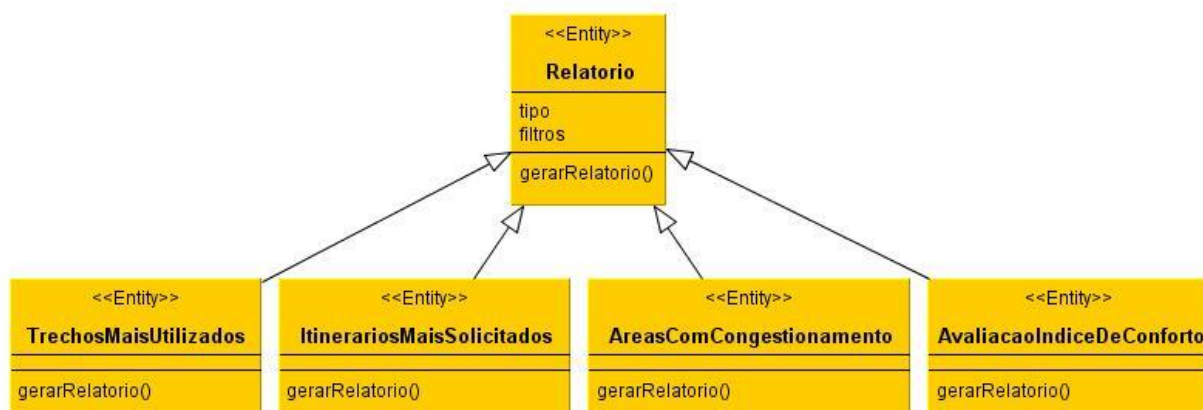 <<Entity>>
Relatorio
tipo
filtros
gerarRelatorio()
<<Entity>>
TrechosMaisUtilizados
gerarRelatorio()
<<Entity>>
ItinerariosMaisSolicitados
gerarRelatorio()
<<Entity>>
AreasComCongestionamento
gerarRelatorio()
<<Entity>>
AvaliacaoIndiceDeConforto
gerarRelatorio()